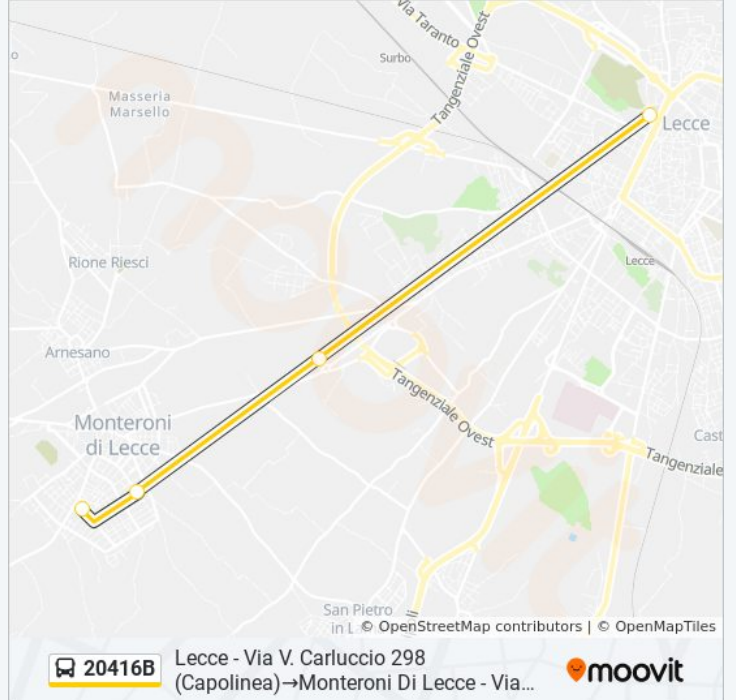 Via Taranto
Tangenziale Ovest
Surbo
o
Masseria
Marsello
Lecce
Rione Riesci
Lecce
Arnesano
Monteroni
di Lecce
Tangenziale Ovest
Cast
Tangenziale
San Pietro
in L
© OpenStreetMap contributors | © OpenMapTiles
20416B
Lecce - Via V. Carluccio 298
(Capolinea)→Monteroni Di Lecce - Via...
moovit